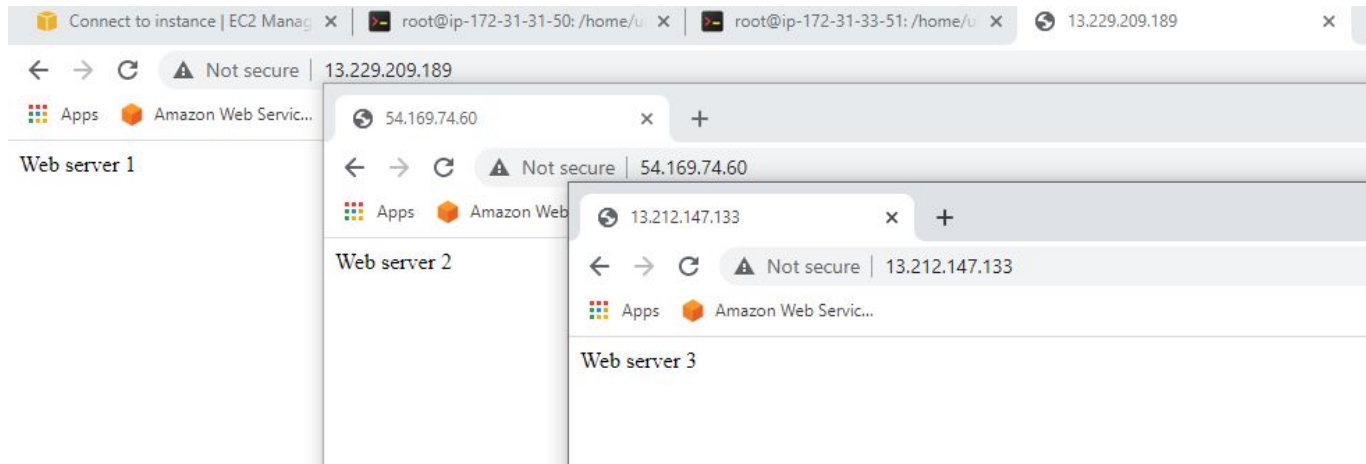 Connect to instance | EC2 Manag
root@ip-172-31-31-50: /home/u
root@ip-172-31-33-51: /home/u
13.229.209.189
Not secure | 13.229.209.189
Apps Amazon Web Servic...
Web server 1
54.169.74.60
Not secure | 54.169.74.60
Apps Amazon Web
Web server 2
13.212.147.133
Not secure | 13.212.147.133
Apps Amazon Web Servic...
Web server 3